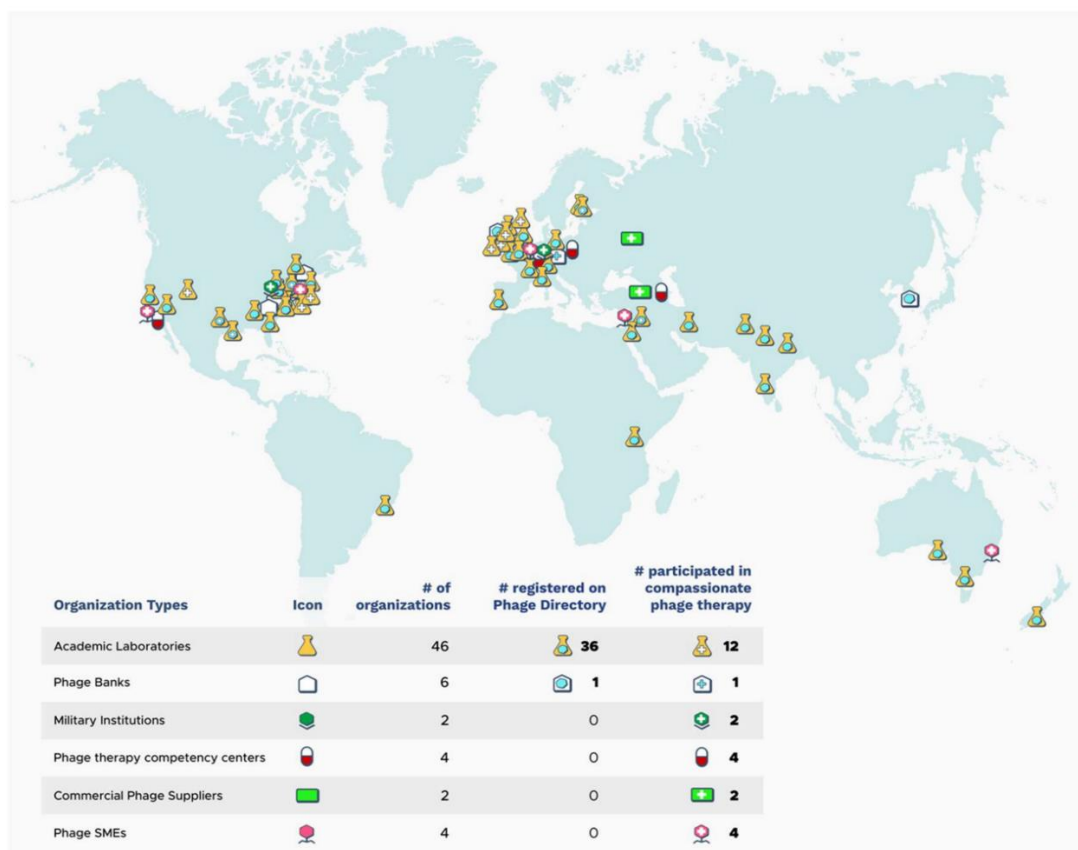 Organization Types Icon # of organizations # registered on Phage Directory # participated in compassionate phage therapy
Academic Laboratories 46 36 12
Phage Banks 6 1 1
Military Institutions 2 0 2
Phage therapy competency centers 4 0 4
Commercial Phage Suppliers 2 0 2
Phage SMEs 4 0 4